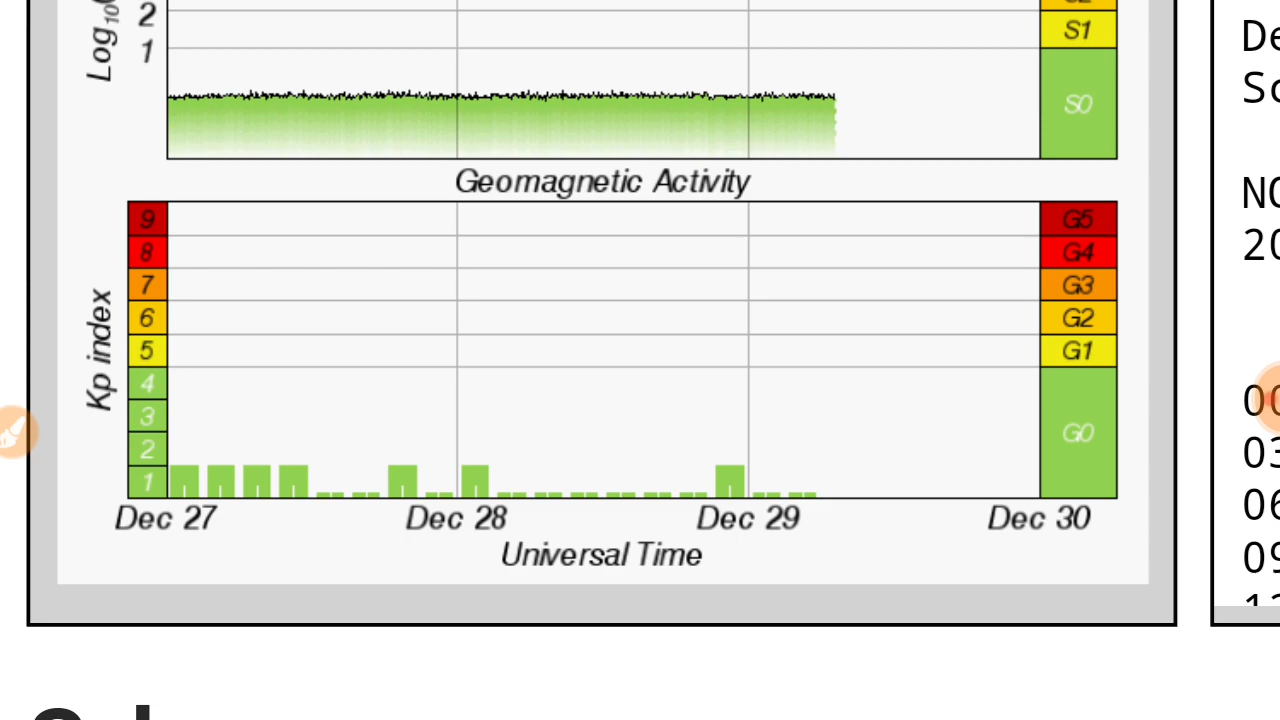 Log10
2
1
S1
S0
Geomagnetic Activity
9
8
7
6
5
4
3
2
1
Kp index
G5
G4
G3
G2
G1
G0
Dec 27 Dec 28 Dec 29 Dec 30
Universal Time
De
Sc
NO
20
00
03
06
09